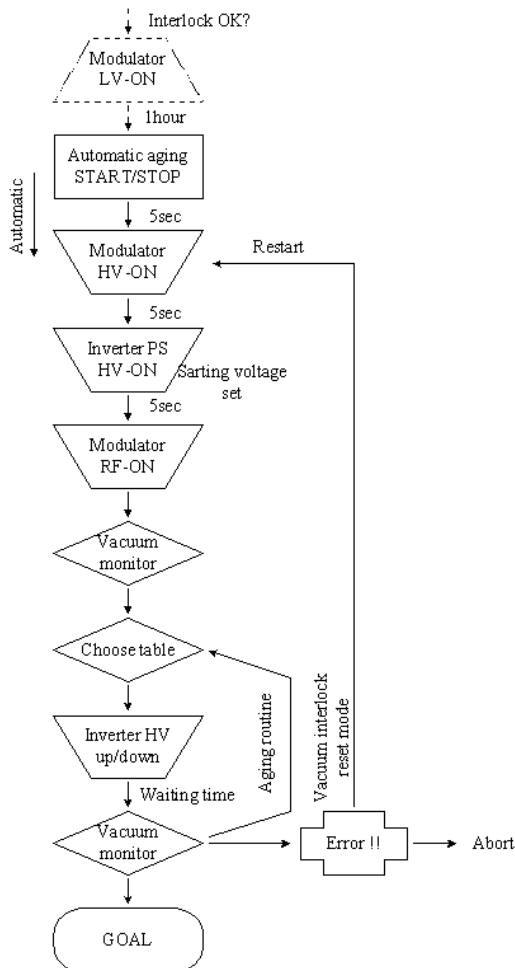 Interlock OK?
Modulator
LV-ON
1hour
Automatic aging
START/STOP
Automatic
5sec
Modulator
HV-ON
Restart
5sec
Inverter PS
HV-ON
Sarting voltage
set
5sec
Modulator
RF-ON
Vacuum
monitor
Choose table
Inverter HV
up/down
Aging routine
Vacuum interlock
reset mode
Waiting time
Vacuum
monitor
Error !!
Abort
GOAL